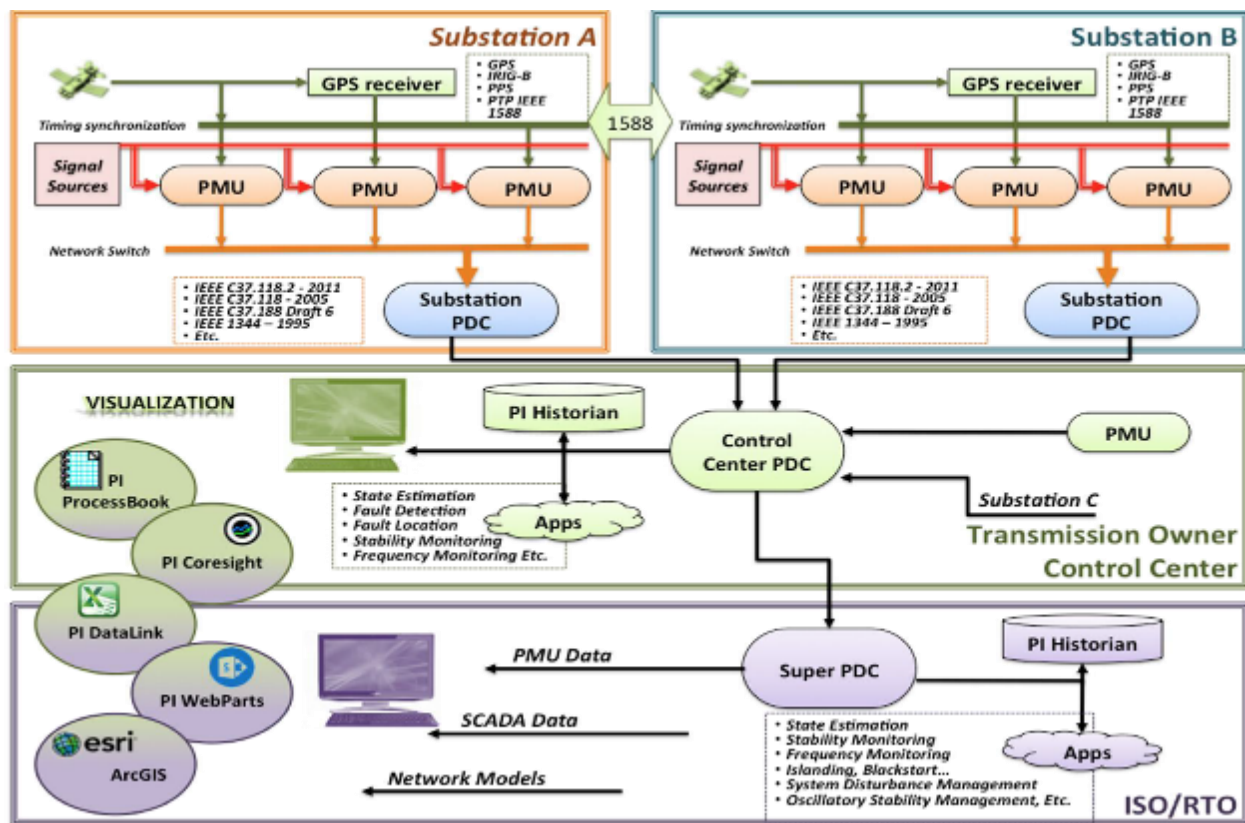 Substation A
GPS receiver
• GPS
• IRIG-B
• PPS
• PTP IEEE
1588
Timing synchronization
Signal
Sources
PMU
PMU
PMU
Network Switch
• IEEE C37.118.2 - 2011
• IEEE C37.118 - 2005
• IEEE C37.188 Draft 6
• IEEE 1344 – 1995
• Etc.
Substation
PDC
1588
Substation B
GPS receiver
• GPS
• IRIG-B
• PPS
• PTP IEEE
1588
Timing synchronization
Signal
Sources
PMU
PMU
PMU
Network Switch
• IEEE C37.118.2 - 2011
• IEEE C37.118 - 2005
• IEEE C37.188 Draft 6
• IEEE 1344 – 1995
• Etc.
Substation
PDC
VISUALIZATION
PI Historian
Control
Center PDC
PMU
• State Estimation
• Fault Detection
• Fault Location
• Stability Monitoring
• Frequency Monitoring Etc.
Apps
Substation C
Transmission Owner
Control Center
PI
ProcessBook
PI Coresight
PI DataLink
PI WebParts
esri
ArcGIS
PMU Data
SCADA Data
Network Models
Super PDC
PI Historian
• State Estimation
• Stability Monitoring
• Frequency Monitoring
• Islanding, Blackstart...
• System Disturbance Management
• Oscillatory Stability Management, Etc.
Apps
ISO/RTO